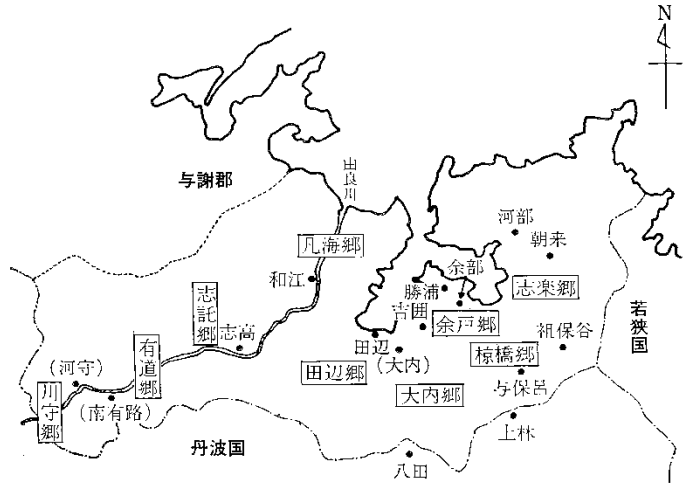 N
与謝郡
由良川
河部
朝来
凡海郷
和江
余部
勝浦
志楽郷
吉囲
余戸郷
志託郷
志高
田辺
(大内)
椋橋郷
祖保谷
若狭国
有道郷
(河守)
田辺郷
大内郷
与保呂
川守郷
(南有路)
上林
丹波国
八田